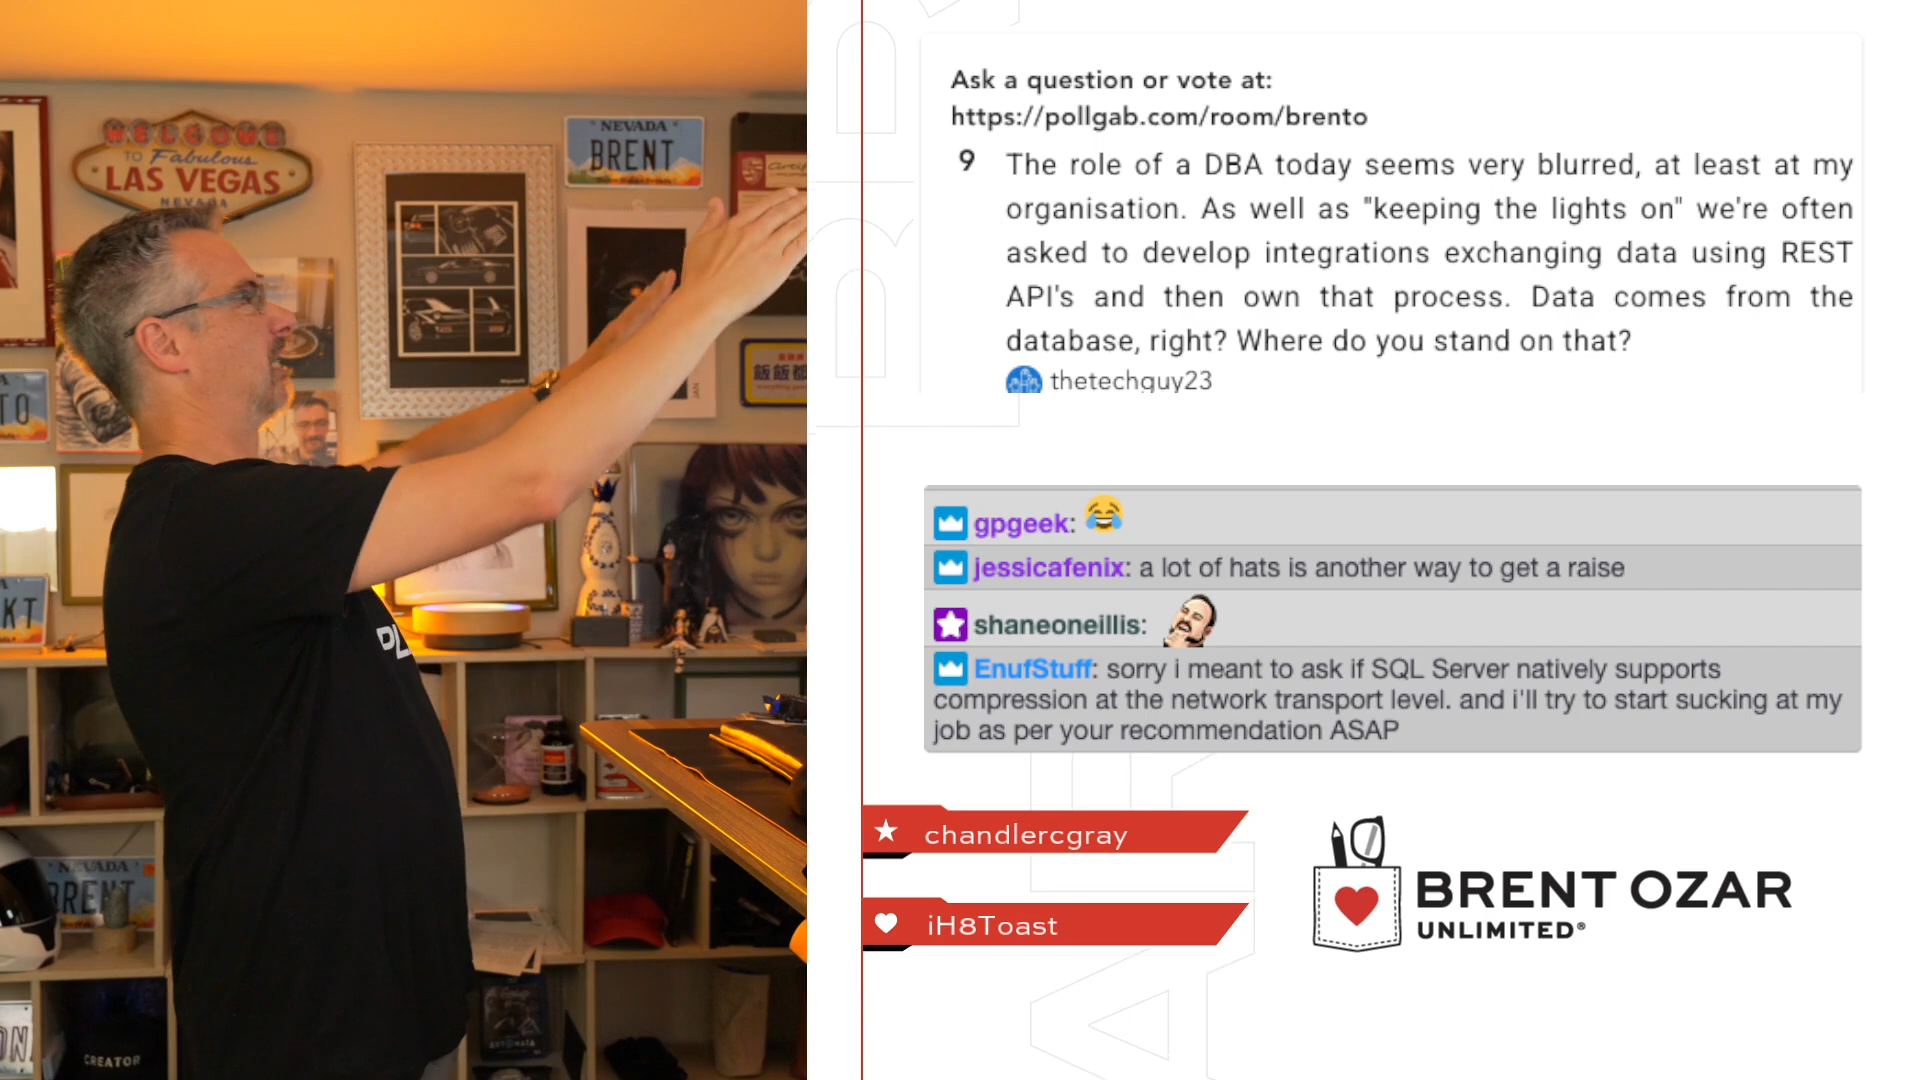 WELCOME
TO Fabulous
LAS VEGAS
NEVADA
NEVADA
BRENT
NEVADA
BRENT
CREATOR
Ask a question or vote at:
https://pollgab.com/room/brento
9 The role of a DBA today seems very blurred, at least at my
organisation. As well as "keeping the lights on" we're often
asked to develop integrations exchanging data using REST
API's and then own that process. Data comes from the
database, right? Where do you stand on that?
thetechguy23
gpgeek: 😂
jessicafenix: a lot of hats is another way to get a raise
shaneoneillis:
EnufStuff: sorry i meant to ask if SQL Server natively supports
compression at the network transport level. and i'll try to start sucking at my
job as per your recommendation ASAP
chandlercgray
iH8Toast
BRENT OZAR
UNLIMITED®